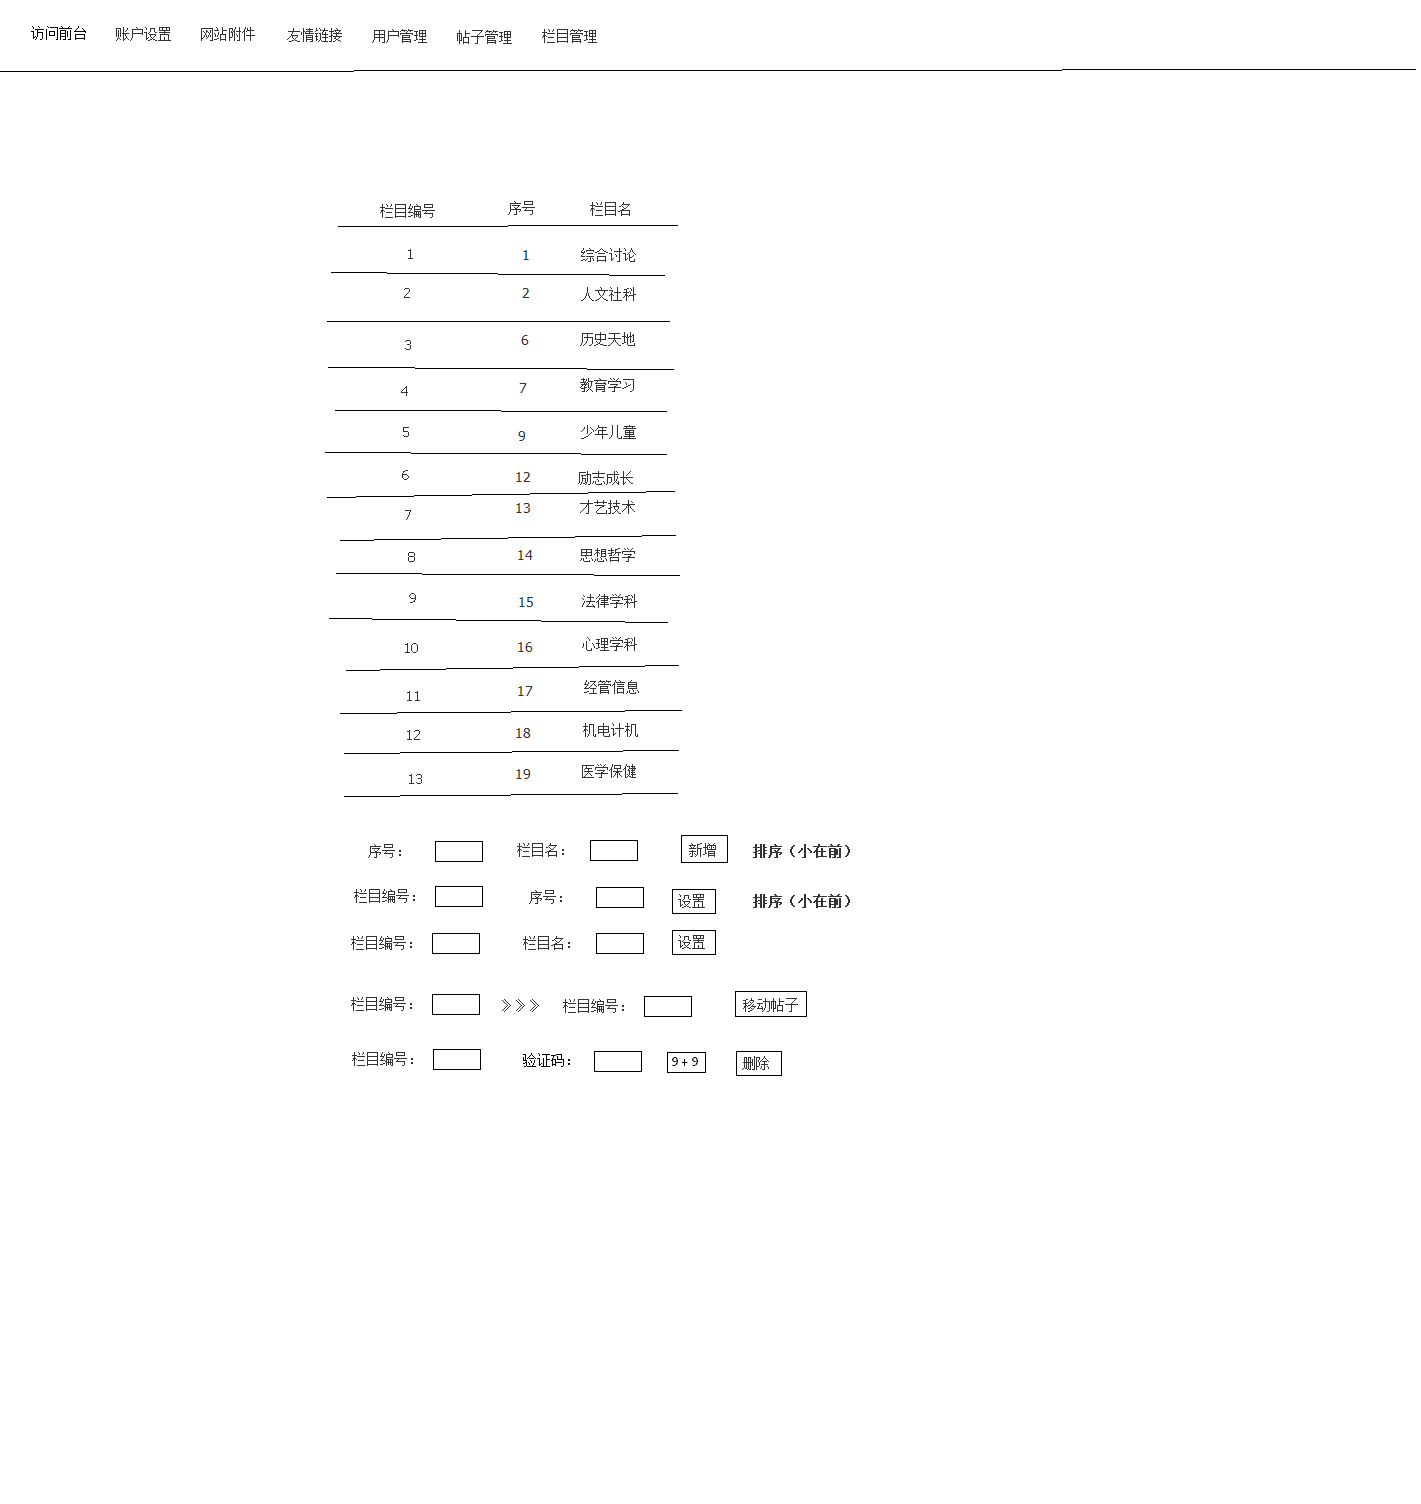 访问前台 账户设置 网站附件 友情链接 用户管理 帖子管理 栏目管理
栏目编号 序号 栏目名
1 1 综合讨论
2 2 人文社科
3 6 历史天地
4 7 教育学习
5 9 少年儿童
6 12 励志成长
7 13 才艺技术
8 14 思想哲学
9 15 法律学科
10 16 心理学科
11 17 经管信息
12 18 机电计机
13 19 医学保健
序号： 栏目名： 新增 排序（小在前）
栏目编号： 序号： 设置 排序（小在前）
栏目编号： 栏目名： 设置
栏目编号： 》》》 栏目编号： 移动帖子
栏目编号： 验证码： 9+9 删除